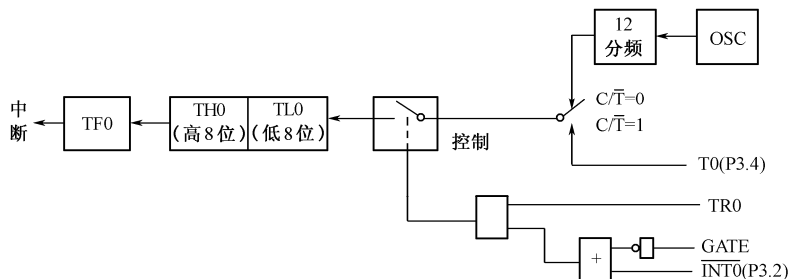 12
分频
OSC
中
断
TF0
TH0
(高8位)
TL0
(低8位)
控制
C/T̅=0
C/T̅=1
T0(P3.4)
TR0
+
GATE
I̅N̅T̅0̅(P3.2)